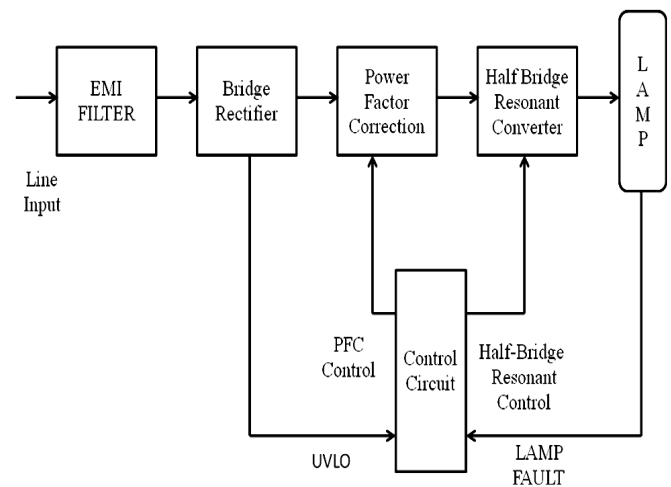 EMI
FILTER
Bridge
Rectifier
Power
Factor
Correction
Half Bridge
Resonant
Converter
L
A
M
P
Line
Input
PFC
Control
Control
Circuit
Half-Bridge
Resonant
Control
UVLO
LAMP
FAULT